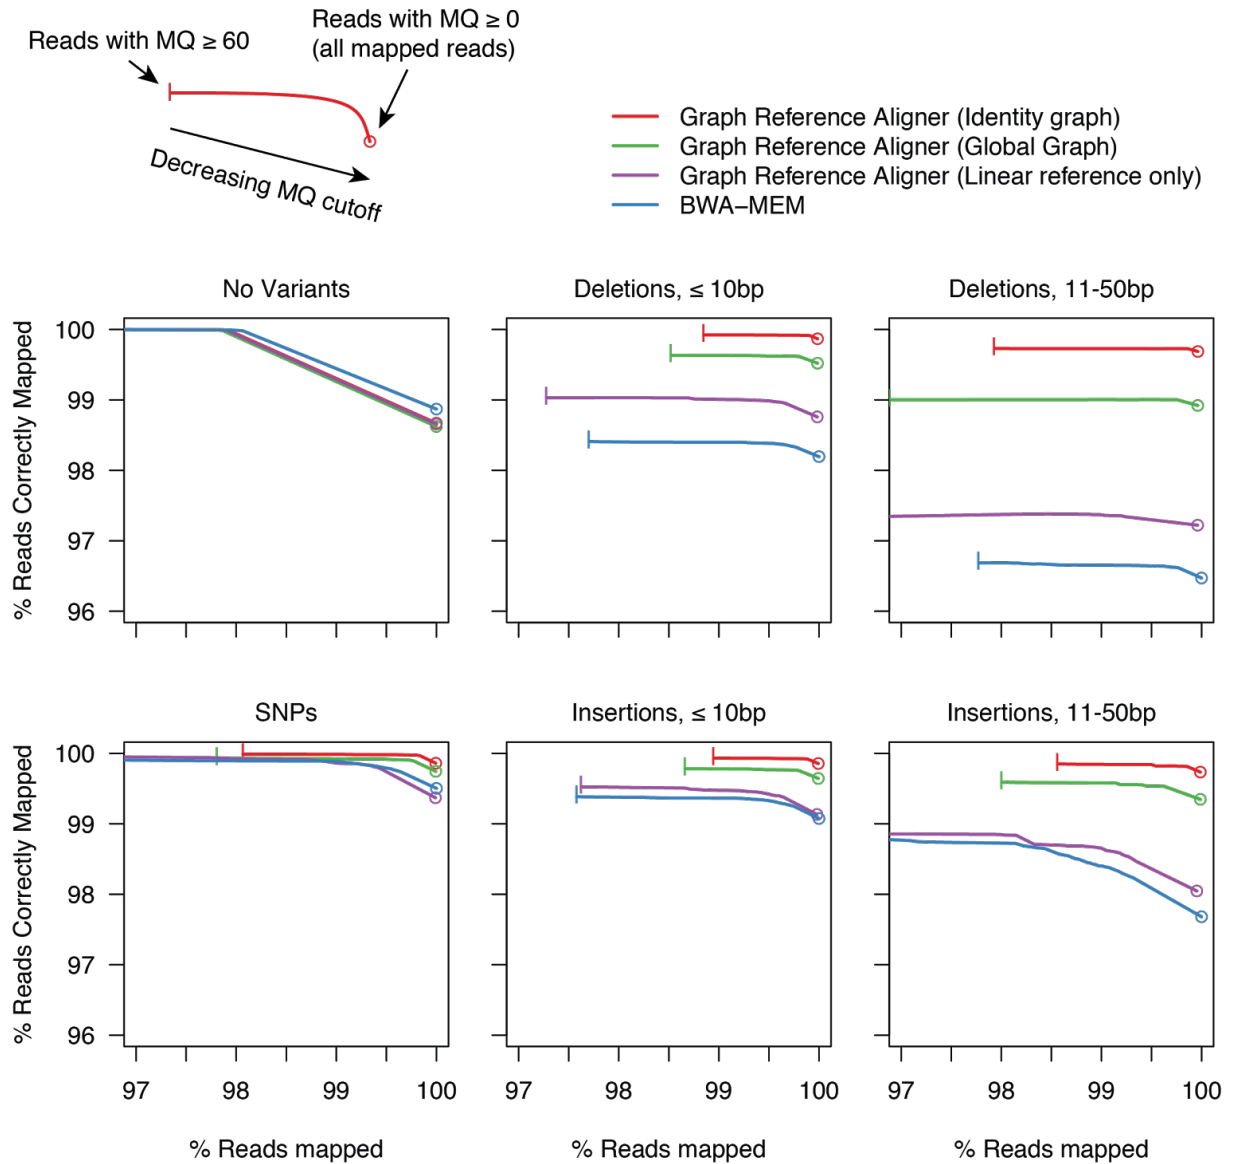 Reads with MQ ≥ 60
Reads with MQ ≥ 0
(all mapped reads)
Decreasing MQ cutoff
Graph Reference Aligner (Identity graph)
Graph Reference Aligner (Global Graph)
Graph Reference Aligner (Linear reference only)
BWA−MEM
No Variants
Deletions, ≤ 10bp
Deletions, 11-50bp
% Reads Correctly Mapped
100
99
98
97
96
SNPs
Insertions, ≤ 10bp
Insertions, 11-50bp
% Reads Correctly Mapped
100
99
98
97
96
97 98 99 100
97 98 99 100
97 98 99 100
% Reads mapped
% Reads mapped
% Reads mapped